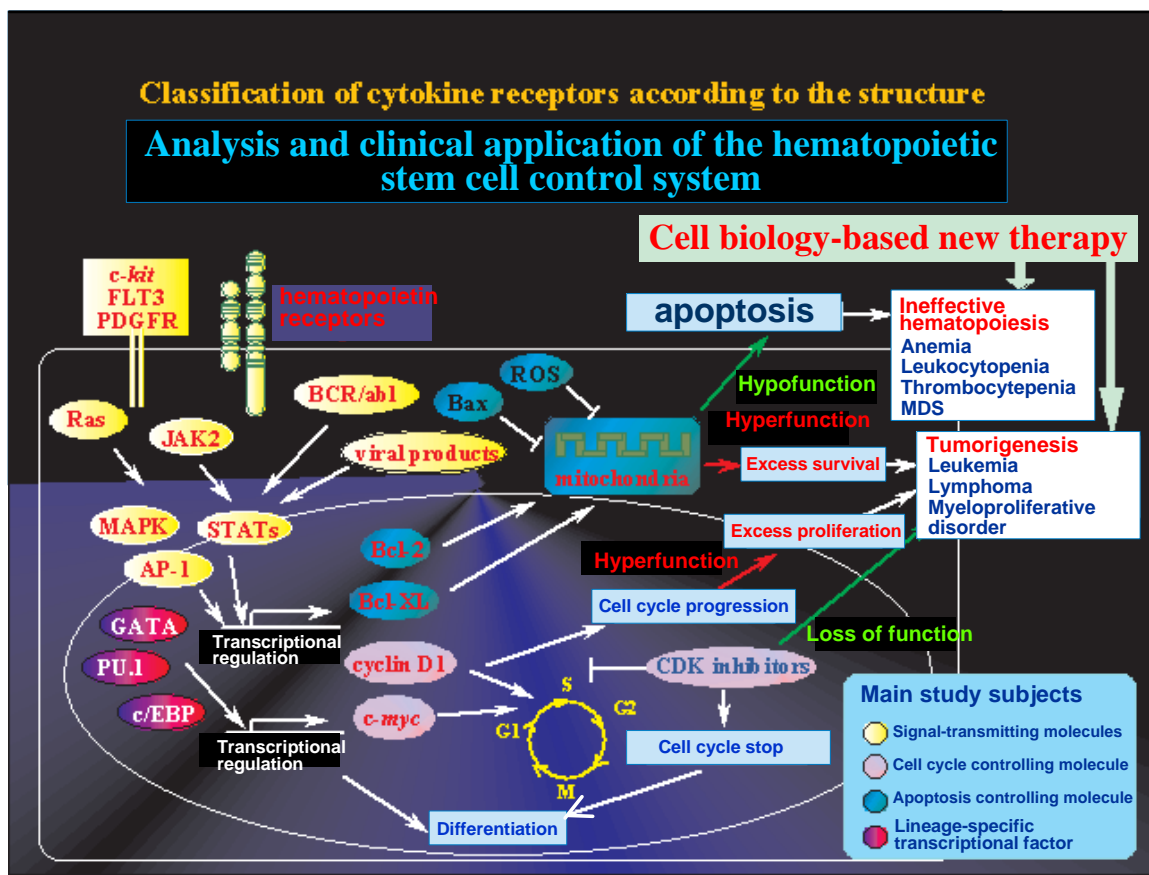 Classification of cytokine receptors according to the structure
Analysis and clinical application of the hematopoietic
stem cell control system
Cell biology-based new therapy
c-kit
FLT3
PDGFR
hematopoietin
receptors
apoptosis
Ineffective
hematopoiesis
Anemia
Leukocytopenia
Thrombocytepenia
MDS
Hypofunction
Hyperfunction
ROS
Bax
BCR/abl
Ras
JAK2
viral products
mitochondria
Excess survival
Tumorigenesis
Leukemia
Lymphoma
Myeloproliferative
disorder
MAPK
STATs
Excess proliferation
AP-1
Bcl-2
Hyperfunction
Bcl-XL
Cell cycle progression
GATA
Transcriptional
regulation
Loss of function
PU.1
cyclin D1
CDK inhibitors
c/EBP
c-myc
S
G2
G1
M
Transcriptional
regulation
Cell cycle stop
Differentiation
Main study subjects
Signal-transmitting molecules
Cell cycle controlling molecule
Apoptosis controlling molecule
Lineage-specific
transcriptional factor